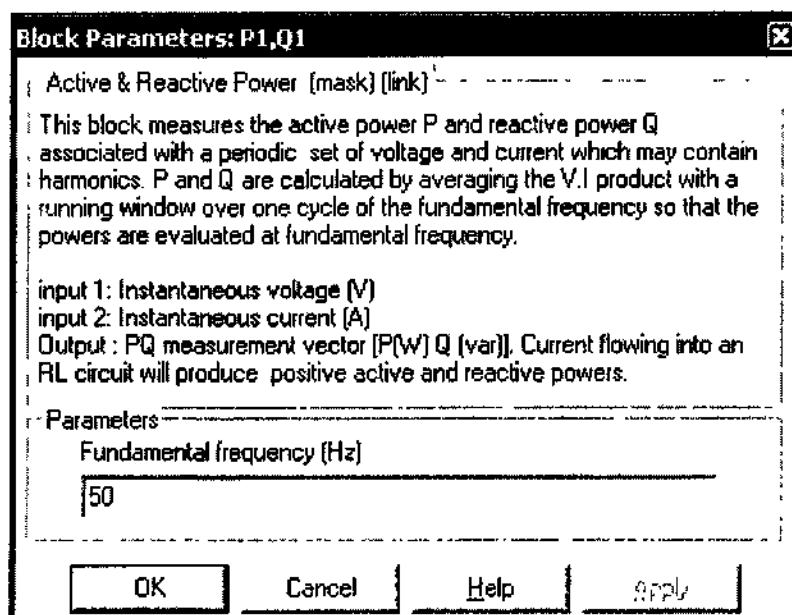 Block Parameters: P1,Q1
Active & Reactive Power (mask) (link)
This block measures the active power P and reactive power Q
associated with a periodic set of voltage and current which may contain
harmonics. P and Q are calculated by averaging the V.I product with a
running window over one cycle of the fundamental frequency so that the
powers are evaluated at fundamental frequency.
input 1: Instantaneous voltage (V)
input 2: Instantaneous current (A)
Output : PQ measurement vector [P(W) Q (var)]. Current flowing into an
RL circuit will produce positive active and reactive powers.
Parameters
Fundamental frequency (Hz)
50
OK
Cancel
Help
Apply